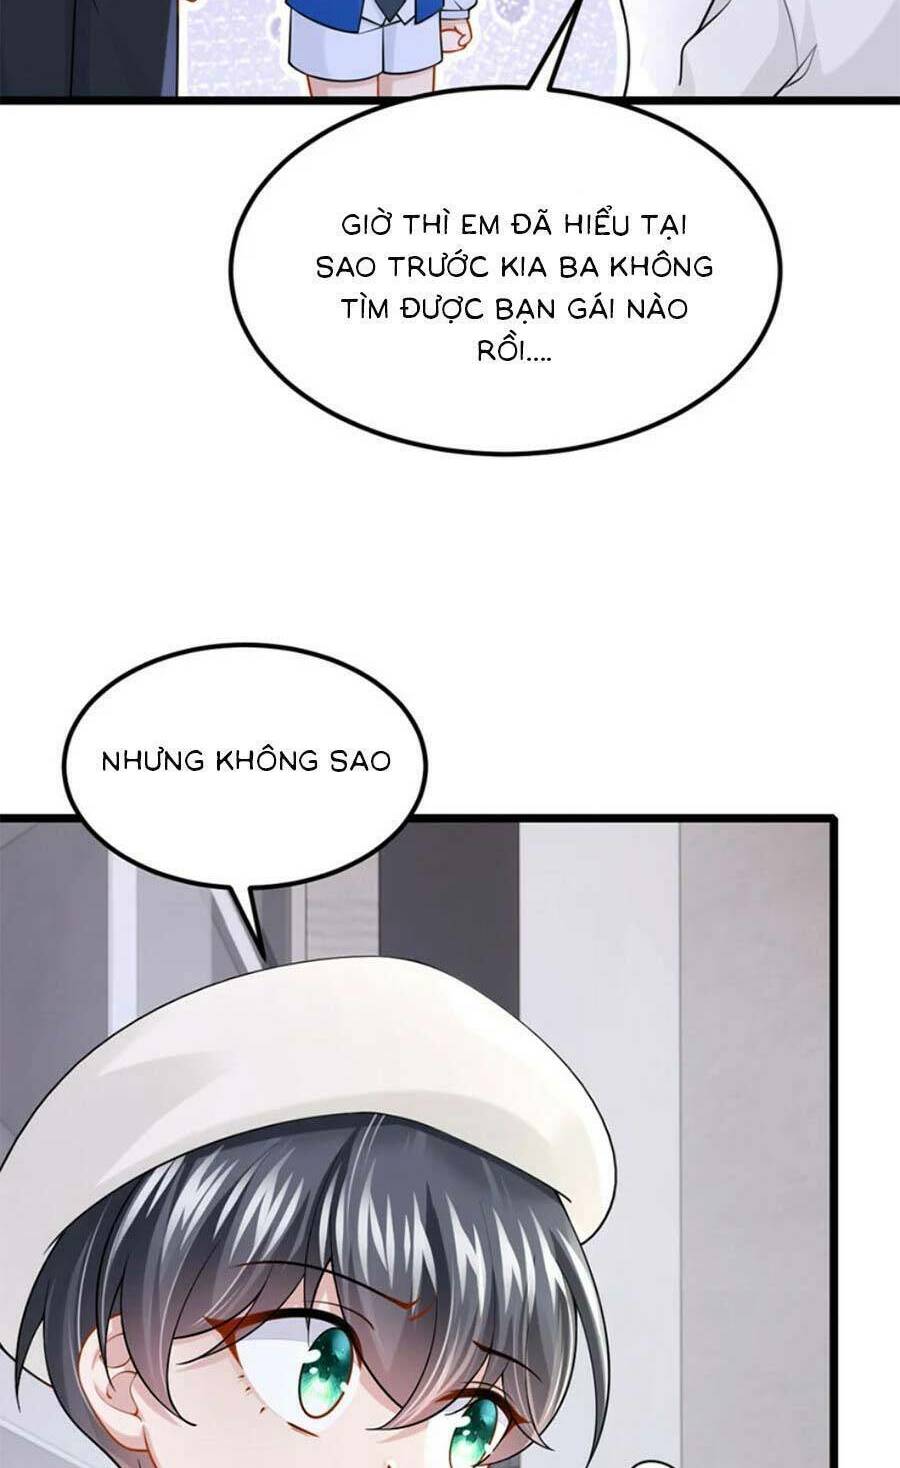 GIỜ THÌ EM ĐÃ HIỂU TẠI
SAO TRƯỚC KIA BA KHÔNG
TÌM ĐƯỢC BẠN GÁI NÀO
RỒI....
NHƯNG KHÔNG SAO